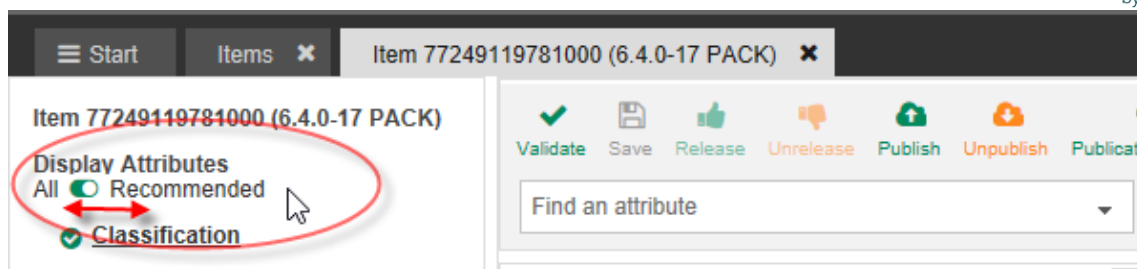 Start Items Item 77249119781000 (6.4.0-17 PACK)
Item 77249119781000 (6.4.0-17 PACK)
Display Attributes
All Recommended
Classification
Validate Save Release Unrelease Publish Unpublish
Find an attribute